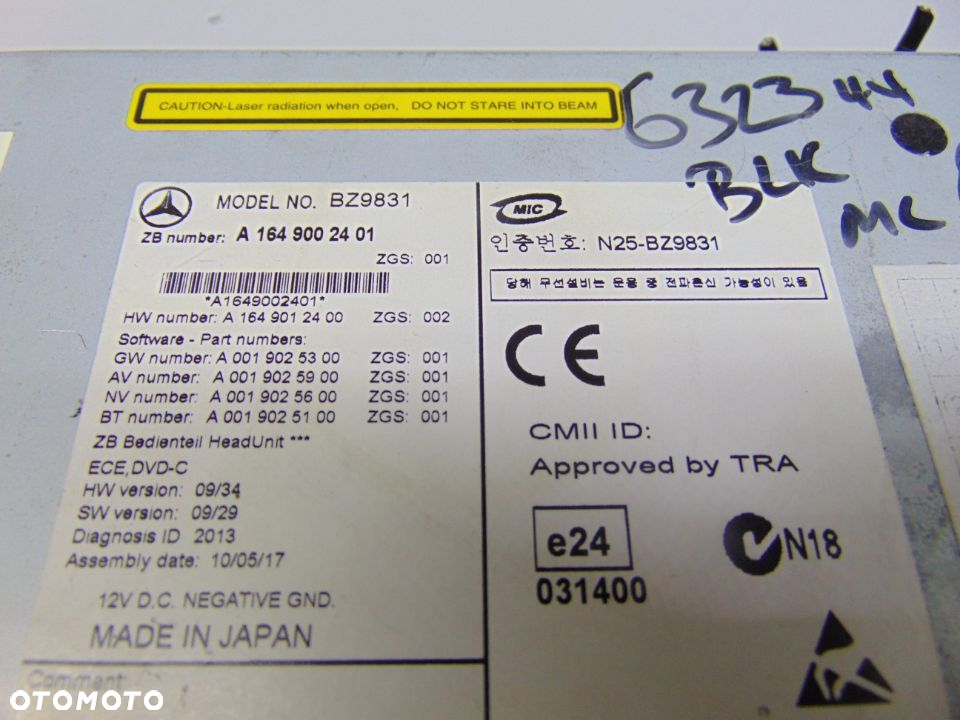 CAUTION-Laser radiation when open, DO NOT STARE INTO BEAM
632344
BLK
MC
MODEL NO. BZ9831
ZB number: A 164 900 24 01
ZGS: 001
*A1649002401*
HW number: A 164 901 24 00 ZGS: 002
Software - Part numbers:
GW number: A 001 902 53 00 ZGS: 001
AV number: A 001 902 59 00 ZGS: 001
NV number: A 001 902 56 00 ZGS: 001
BT number: A 001 902 51 00 ZGS: 001
ZB Bedienteil HeadUnit ***
ECE, DVD-C
HW version: 09/34
SW version: 09/29
Diagnosis ID 2013
Assembly date: 10/05/17
12V D.C. NEGATIVE GND.
MADE IN JAPAN
Comment:
MIC
인증번호: N25-BZ9831
당해 무선설비는 운용 중 전파혼신 가능성이 있음
CE
CMII ID:
Approved by TRA
e24
031400
N18
OTOMOTO